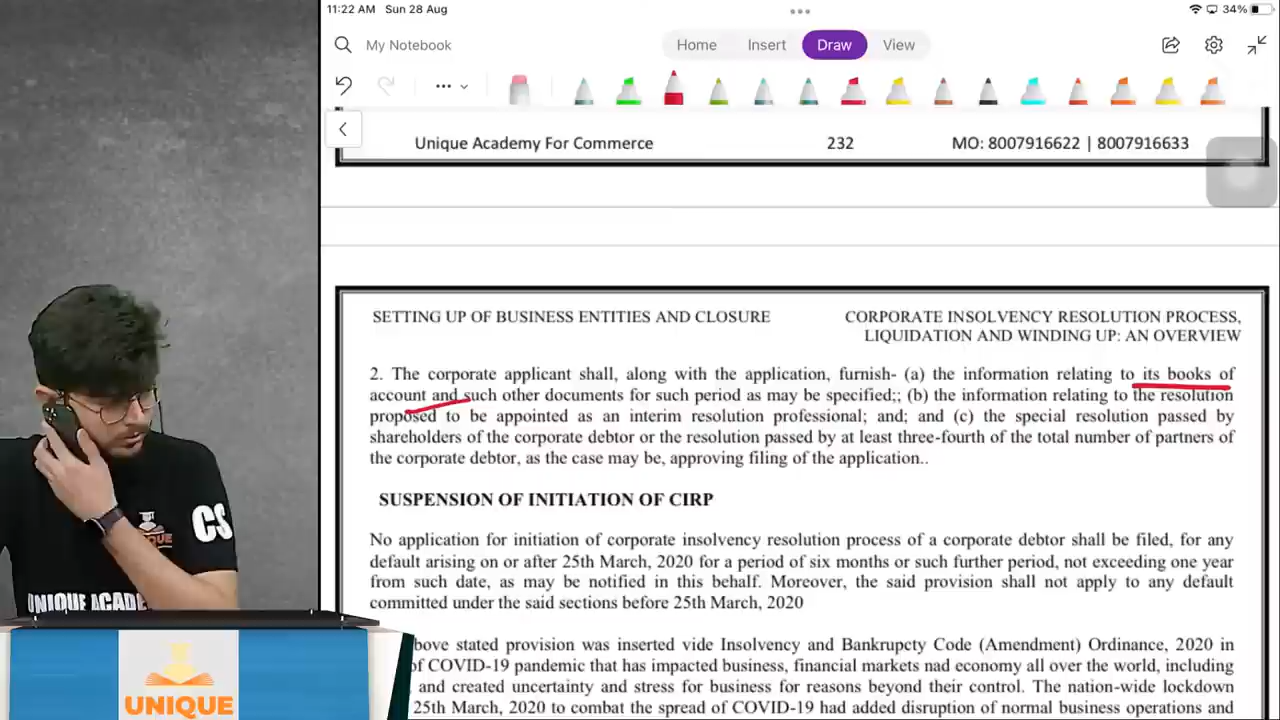 11:22 AM Sun 28 Aug
34%
My Notebook
Home Insert Draw View
Unique Academy For Commerce 232 MO: 8007916622 | 8007916633
SETTING UP OF BUSINESS ENTITIES AND CLOSURE
CORPORATE INSOLVENCY RESOLUTION PROCESS,
LIQUIDATION AND WINDING UP: AN OVERVIEW
2. The corporate applicant shall, along with the application, furnish- (a) the information relating to its books of
account and such other documents for such period as may be specified;; (b) the information relating to the resolution
proposed to be appointed as an interim resolution professional; and; and (c) the special resolution passed by
shareholders of the corporate debtor or the resolution passed by at least three-fourth of the total number of partners of
the corporate debtor, as the case may be, approving filing of the application..
SUSPENSION OF INITIATION OF CIRP
No application for initiation of corporate insolvency resolution process of a corporate debtor shall be filed, for any
default arising on or after 25th March, 2020 for a period of six months or such further period, not exceeding one year
from such date, as may be notified in this behalf. Moreover, the said provision shall not apply to any default
committed under the said sections before 25th March, 2020
bove stated provision was inserted vide Insolvency and Bankrupcty Code (Amendment) Ordinance, 2020 in
of COVID-19 pandemic that has impacted business, financial markets nad economy all over the world, including
and created uncertainty and stress for business for reasons beyond their control. The nation-wide lockdown
25th March, 2020 to combat the spread of COVID-19 had added disruption of normal business operations and
CS
UNIQUE
UNIQUE ACADE
UNIQUE